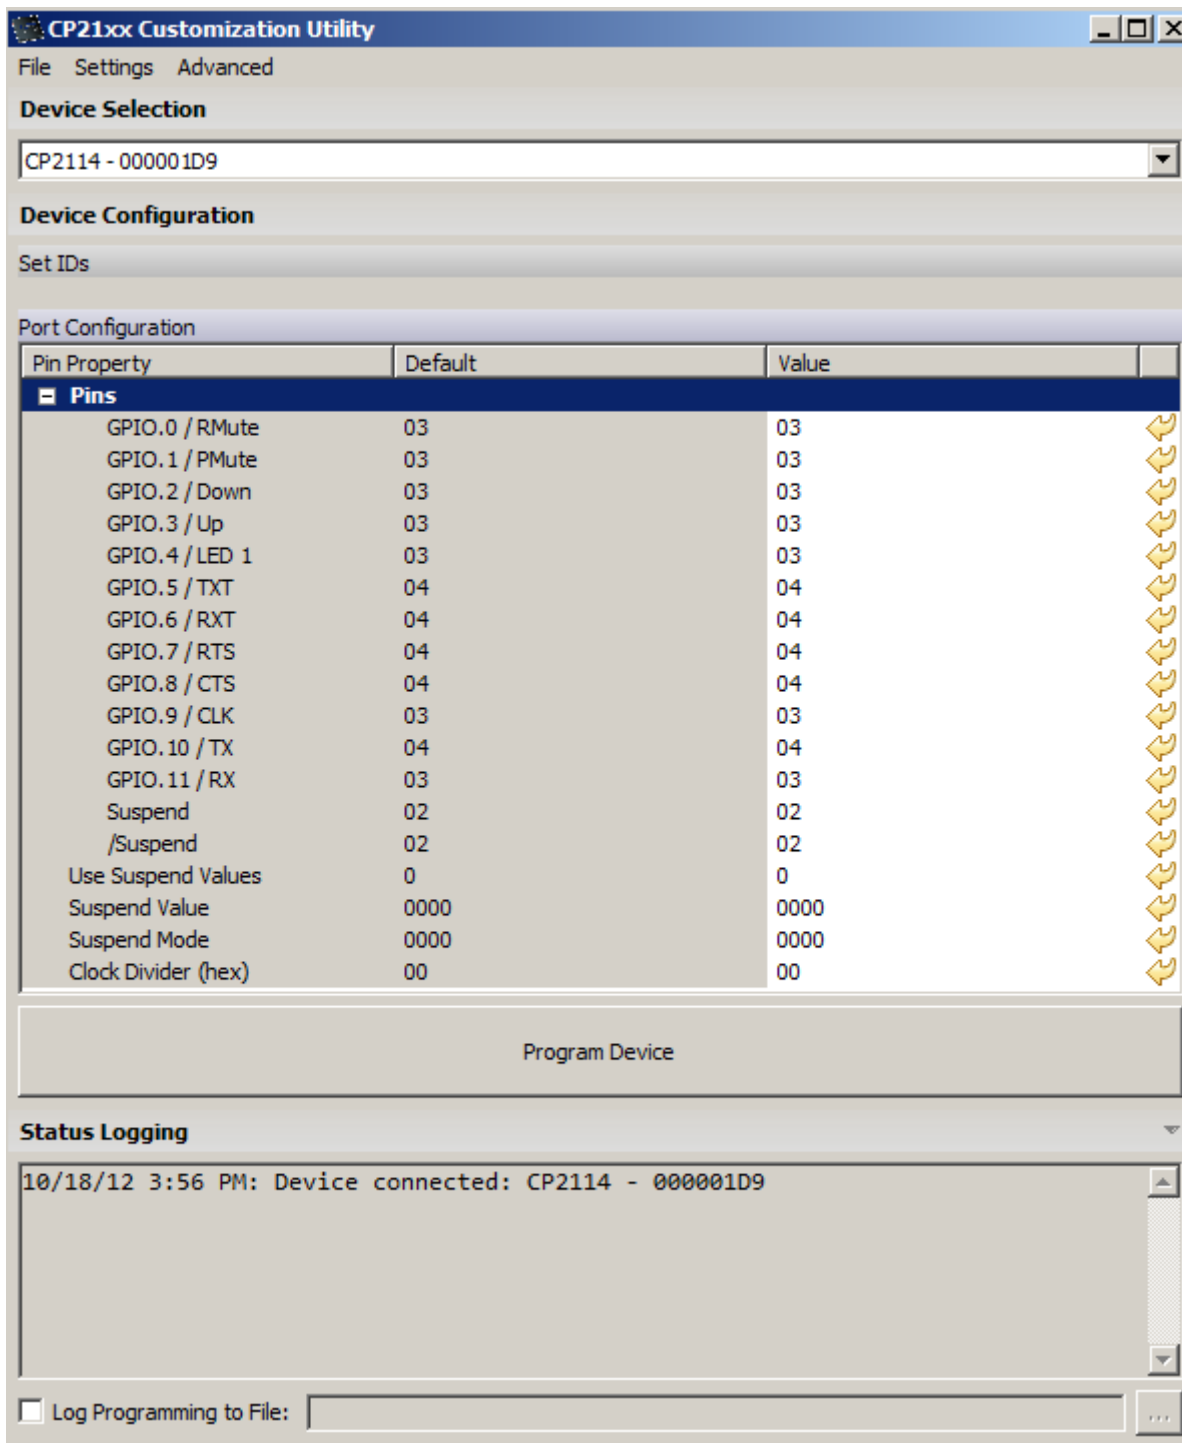 CP21xx Customization Utility
File Settings Advanced
Device Selection
CP2114 - 000001D9
Device Configuration
Set IDs
Port Configuration
Pin Property Default Value
Pins
GPIO.0 / RMute 03 03
GPIO.1 / PMute 03 03
GPIO.2 / Down 03 03
GPIO.3 / Up 03 03
GPIO.4 / LED 1 03 03
GPIO.5 / TXT 04 04
GPIO.6 / RXT 04 04
GPIO.7 / RTS 04 04
GPIO.8 / CTS 04 04
GPIO.9 / CLK 03 03
GPIO.10 / TX 04 04
GPIO.11 / RX 03 03
Suspend 02 02
/Suspend 02 02
Use Suspend Values 0 0
Suspend Value 0000 0000
Suspend Mode 0000 0000
Clock Divider (hex) 00 00
Program Device
Status Logging
10/18/12 3:56 PM: Device connected: CP2114 - 000001D9
Log Programming to File: ...